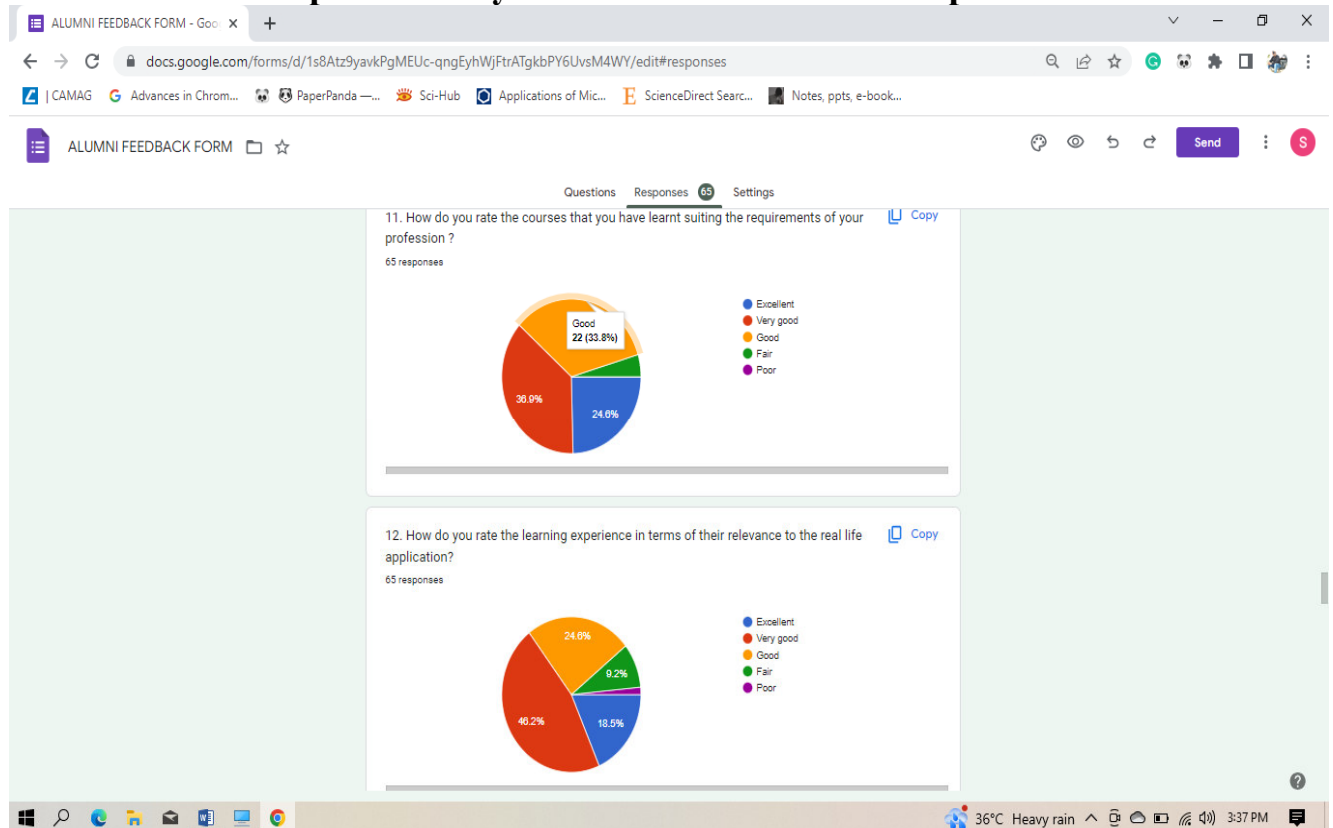 ALUMNI FEEDBACK FORM - Goo
docs.google.com/forms/d/1s8Atz9yavkPgMEUc-qngEyhWjFtrATgkbPY6UvsM4WY/edit#responses
| CAMAG Advances in Chrom... PaperPanda —... Sci-Hub Applications of Mic... ScienceDirect Searc... Notes, ppts, e-book...
ALUMNI FEEDBACK FORM Send S
Questions Responses 65 Settings
11. How do you rate the courses that you have learnt suiting the requirements of your Copy
profession ?
65 responses
Excellent
Very good
Good
Fair
Poor
Good
22 (33.8%)
36.9%
24.6%
12. How do you rate the learning experience in terms of their relevance to the real life Copy
application?
65 responses
Excellent
Very good
Good
Fair
Poor
24.6%
9.2%
46.2%
18.5%
36°C Heavy rain 3:37 PM